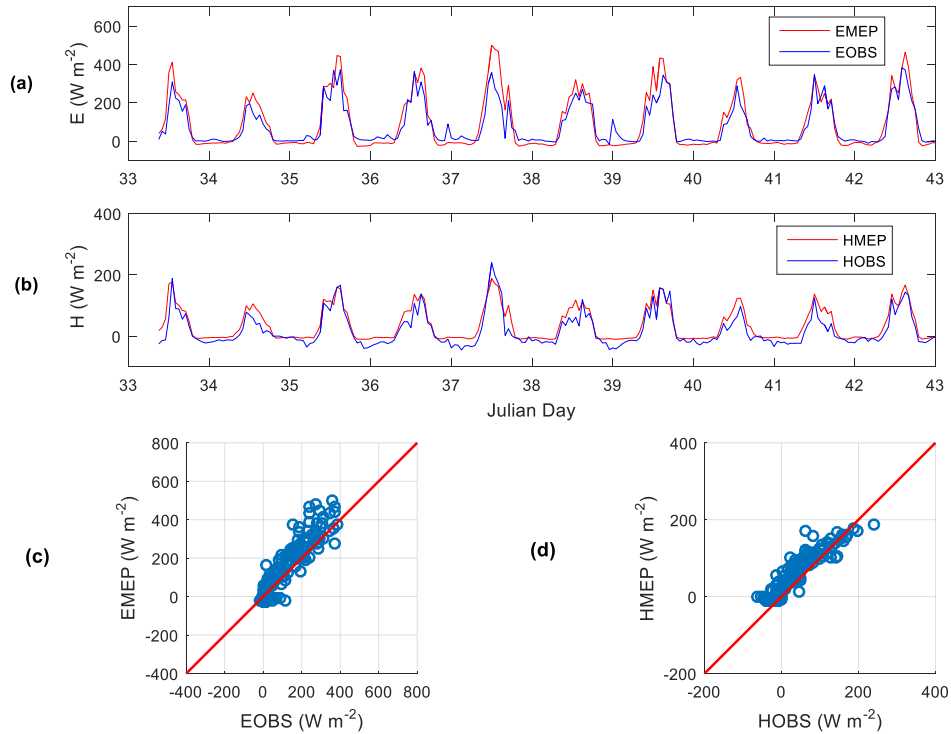 (a)
E (W m-2)
600
400
200
0
EMEP
EOBS
33 34 35 36 37 38 39 40 41 42 43
(b)
H (W m-2)
400
200
0
HMEP
HOBS
33 34 35 36 37 38 39 40 41 42 43
Julian Day
(c)
EMEP (W m-2)
800
600
400
200
0
-200
-400
-400 -200 0 200 400 600 800
EOBS (W m-2)
(d)
HMEP (W m-2)
400
200
0
-200
-200 0 200 400
HOBS (W m-2)